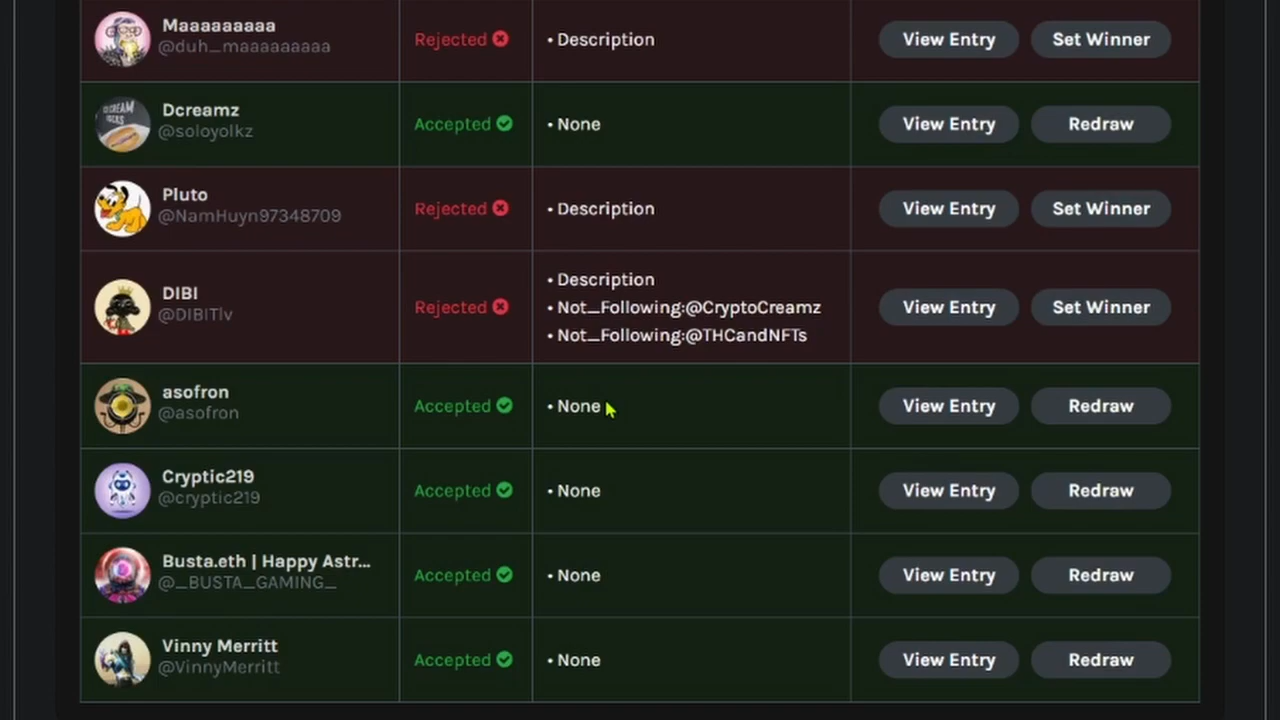 Maaaaaaaaa
@duh_maaaaaaaaa
Rejected
• Description
View Entry
Set Winner
Dcreamz
@soloyolkz
Accepted
• None
View Entry
Redraw
Pluto
@NamHuyn97348709
Rejected
• Description
View Entry
Set Winner
DIBI
@DIBITlv
Rejected
• Description
• Not_Following:@CryptoCreamz
• Not_Following:@THCandNFTs
View Entry
Set Winner
asofron
@asofron
Accepted
• None
View Entry
Redraw
Cryptic219
@cryptic219
Accepted
• None
View Entry
Redraw
Busta.eth | Happy Astr...
@_BUSTA_GAMING_
Accepted
• None
View Entry
Redraw
Vinny Merritt
@VinnyMerritt
Accepted
• None
View Entry
Redraw